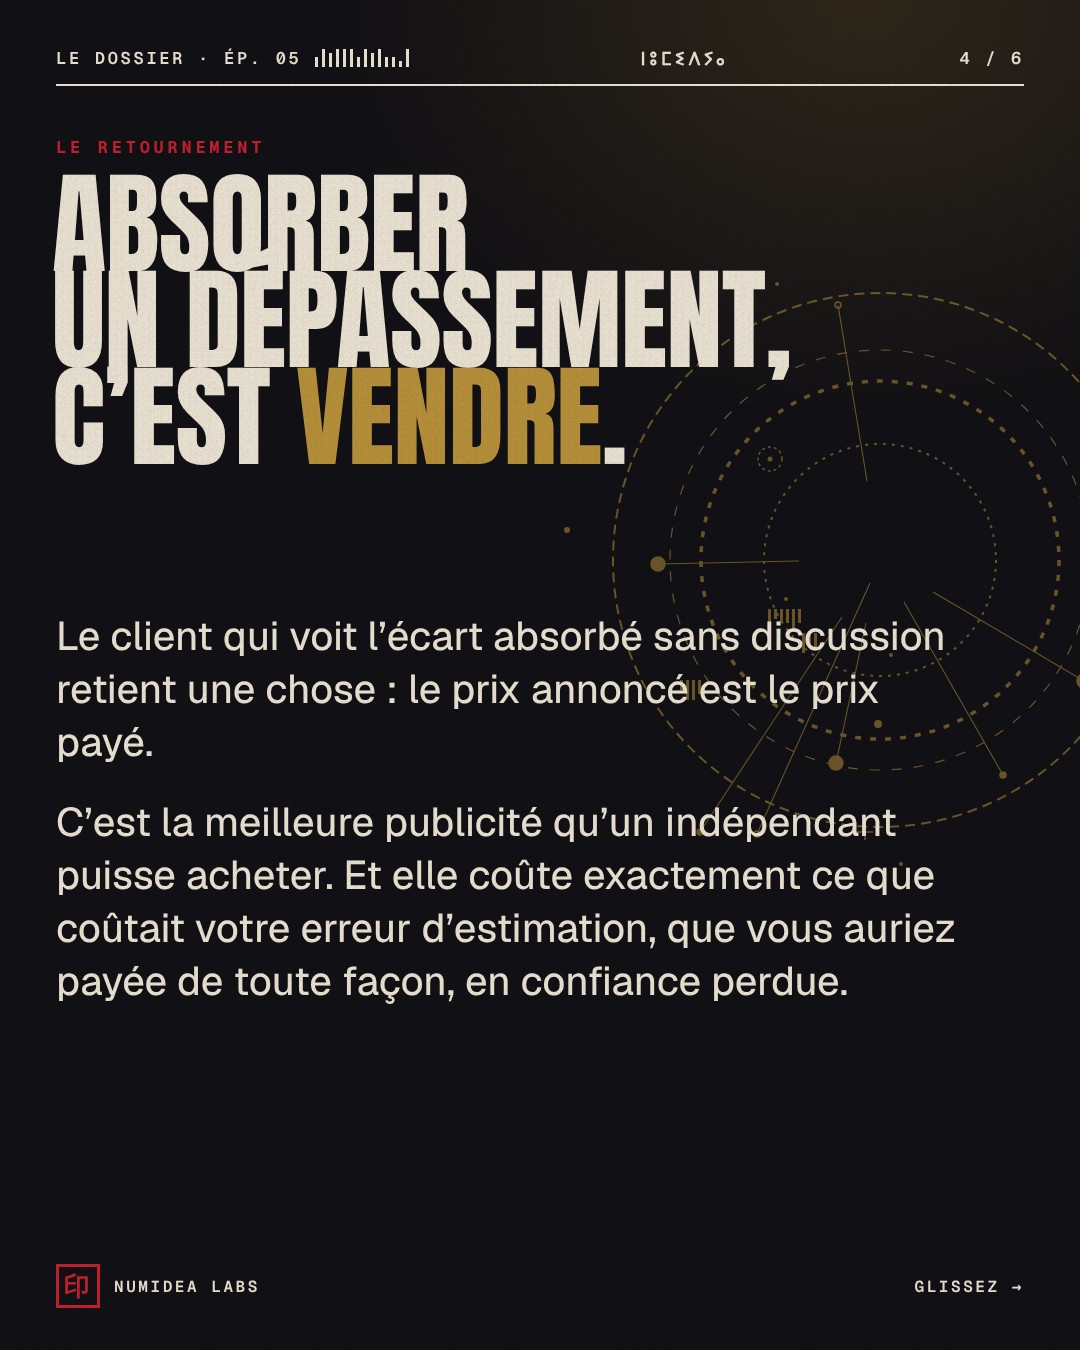 LE DOSSIER · ÉP. 05
ⵏⵓⵎⵉⴷⵢⴰ
4 / 6
LE RETOURNEMENT
ABSORBER
UN DÉPASSEMENT,
C’EST VENDRE.
Le client qui voit l’écart absorbé sans discussion
retient une chose : le prix annoncé est le prix
payé.
C’est la meilleure publicité qu’un indépendant
puisse acheter. Et elle coûte exactement ce que
coûtait votre erreur d’estimation, que vous auriez
payée de toute façon, en confiance perdue.
印 NUMIDEA LABS
GLISSEZ →